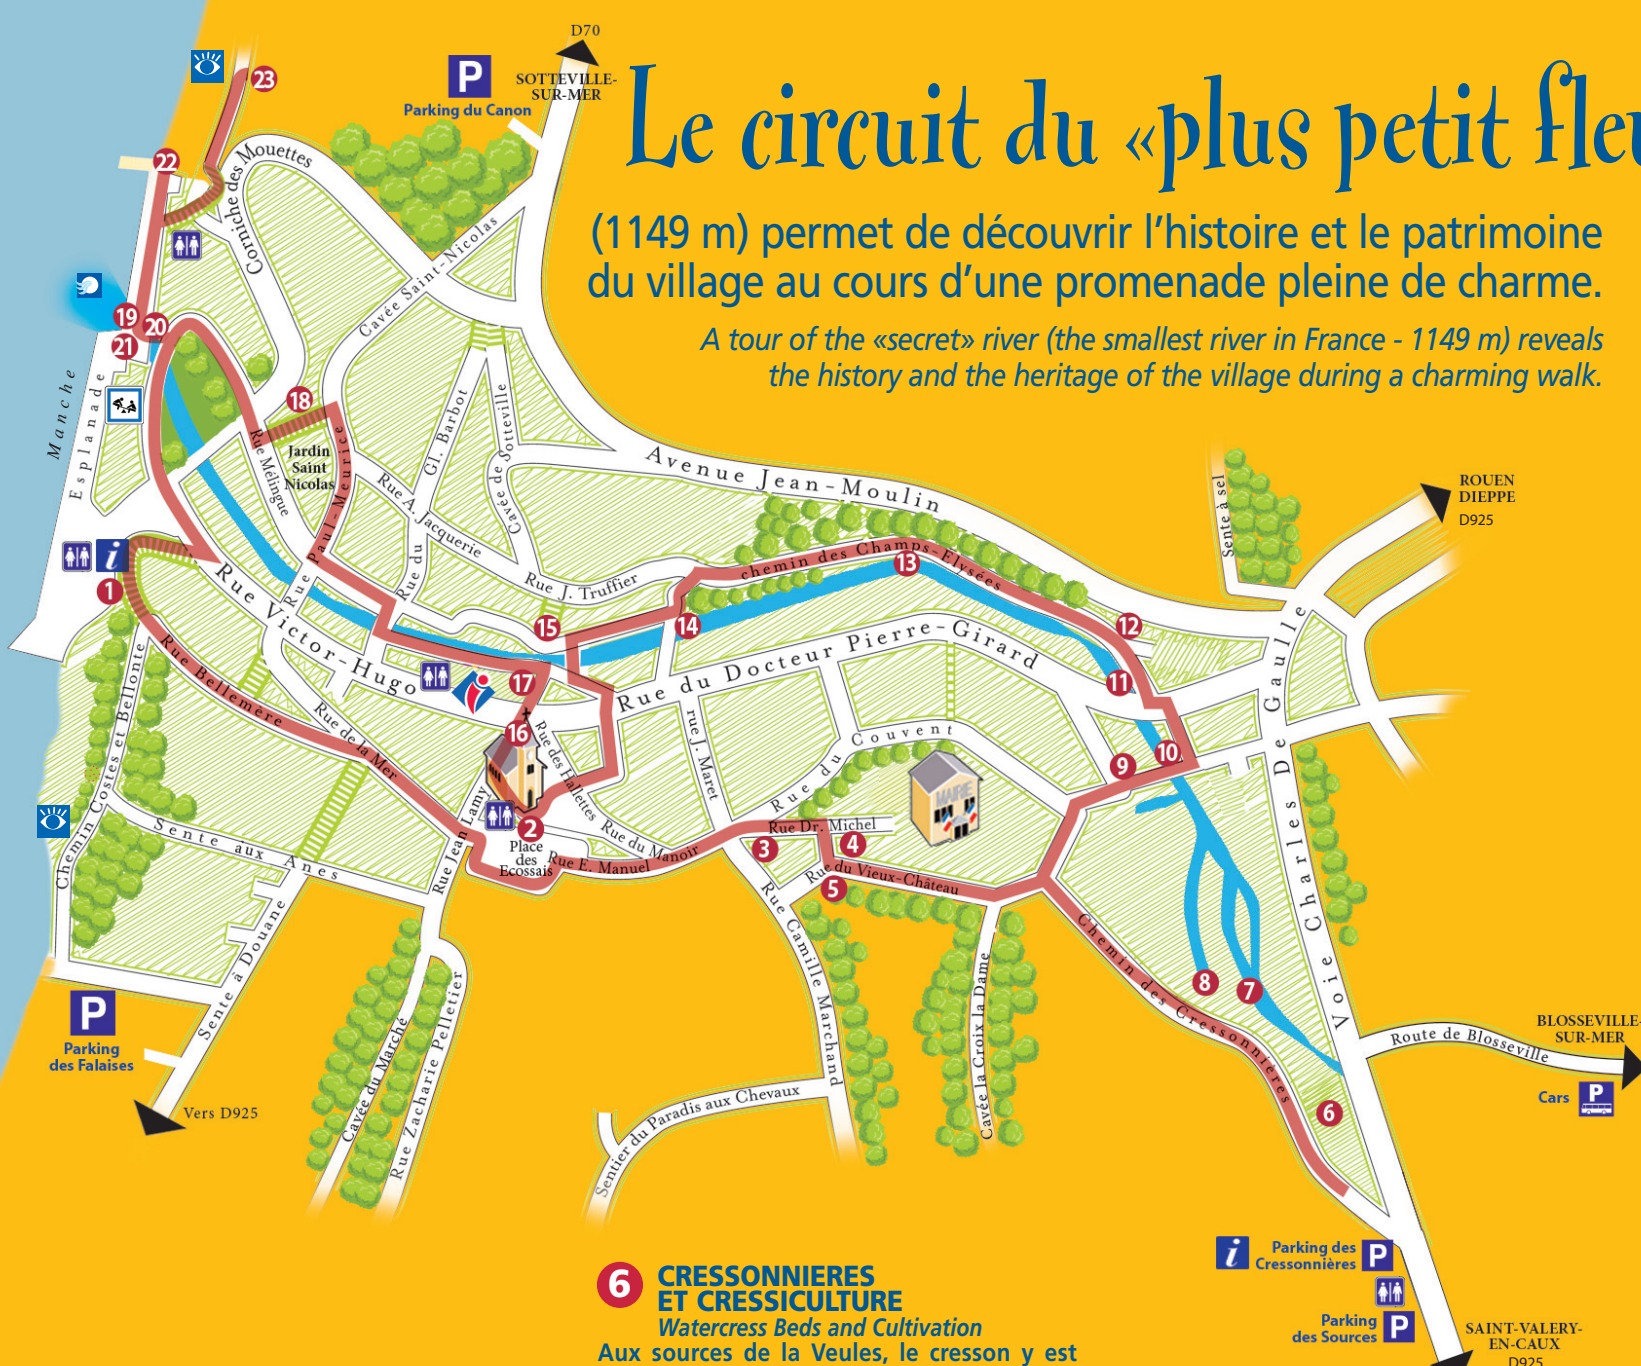 D70
SOTTEVILLE-
SUR-MER
P
Parking du Canon
Le circuit du «plus petit
(1149 m) permet de découvrir l'histoire et le patrimoine
du village au cours d'une promenade pleine de charme.
A tour of the «secret» river (the smallest river in France - 1149 m) reveals
the history and the heritage of the village during a charming walk.
23
22
Corniche des Mouettes
Cavée Saint-Nicolas
19
20
21
Manche
Esplanade
18
Jardin
Saint
Nicolas
Rue Mélingue
Rue Paul-Meurice
Gl. Barbot
Rue du
Cavée de Sotteville
Rue A. Jacquerie
Rue J. Truffier
Avenue Jean-Moulin
chemin des Champs-Elysées
13
12
11
14
15
Sente à sel
ROUEN
DIEPPE
D925
i
1
Rue Victor-Hugo
Rue Bellemère
Rue de la Mer
Chemin Costes et Bellonte
17
16
Rue des Hallettes
Rue du Docteur Pierre-Girard
rue J. Maret
Rue du Couvent
MAIRIE
9
10
Voie Charles De Gaulle
Sente aux Anes
Rue Jean Lamy
2
Place
des
Ecossais
Rue du Manoir
Rue E. Manuel
Rue Dr. Michel
3
4
5
Rue du Vieux-Château
Rue Camille Marchand
Cavée la Croix la Dame
Chemin des Cressonnières
8
7
6
Sente à Douane
P
Parking
des Falaises
Vers D925
Cavée du Marché
Rue Zacharie Pelletier
Sentier du Paradis aux Chevaux
Route de Blosseville
BLOSSEVILLE-
SUR-MER
Cars P
i
Parking des
Cressonnières P
Parking
des Sources P
SAINT-VALERY-
EN-CAUX
D925
6 CRESSONNIERES
ET CRESSICULTURE
Watercress Beds and Cultivation
Aux sources de la Veules, le cresson y est